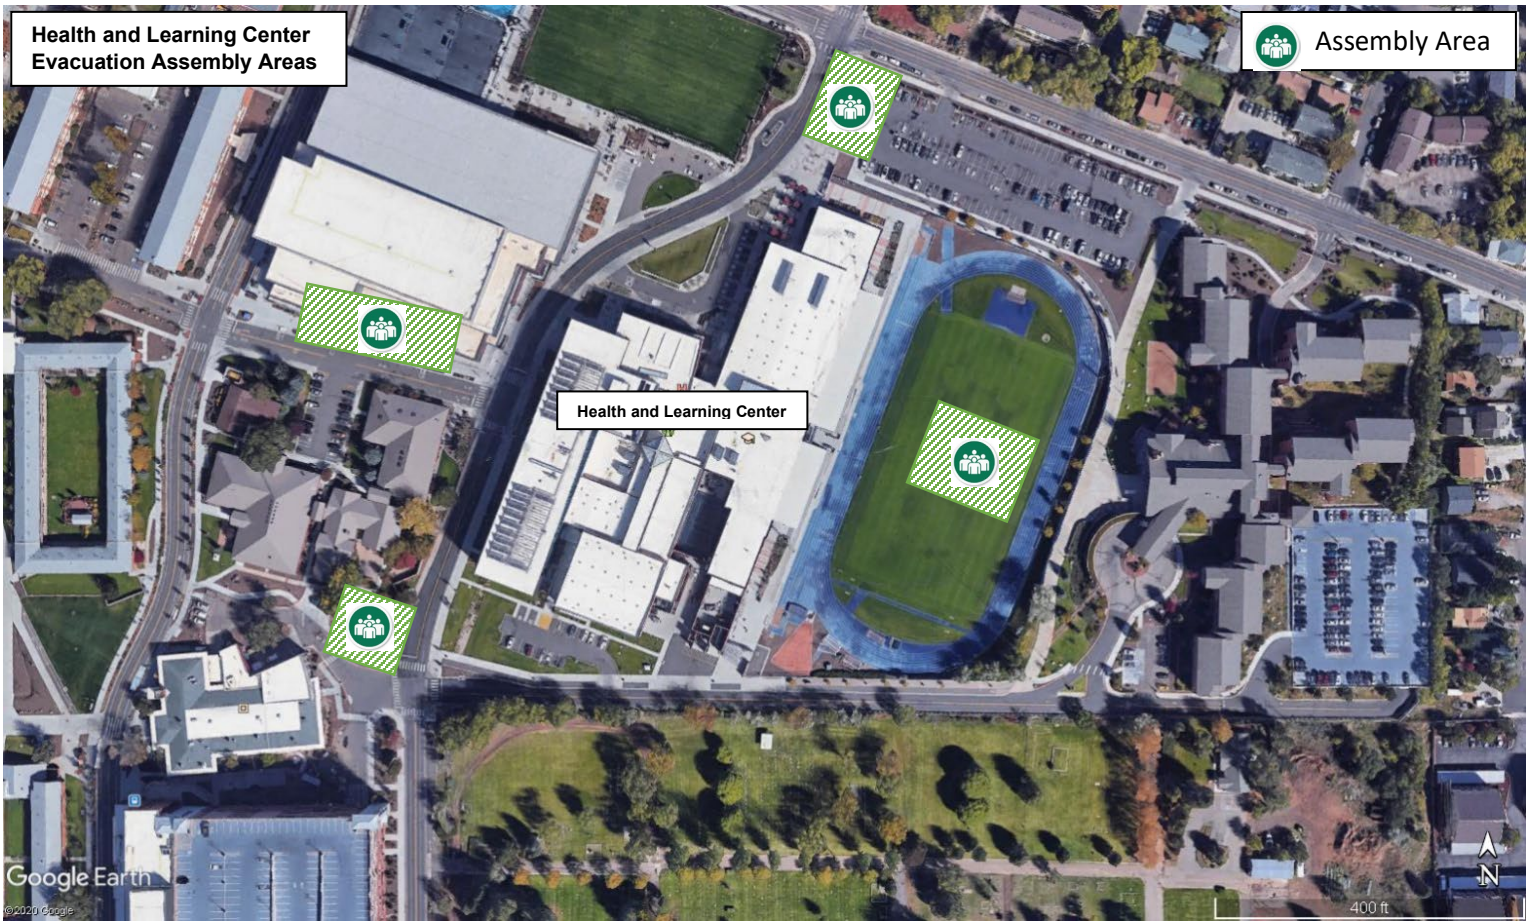 Health and Learning Center
Evacuation Assembly Areas
Assembly Area
Health and Learning Center
Google Earth
©2020 Google
N
400 ft